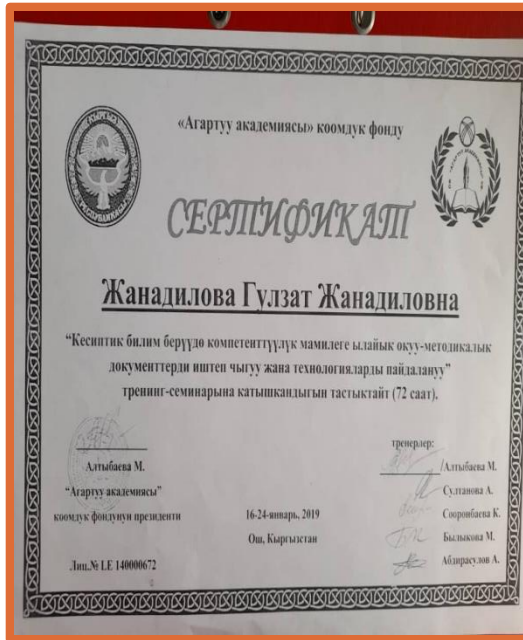 «Агартуу академиясы» коомдук фонду
СЕРТИФИКАТ
Жанадилова Гулзат Жанадиловна
“Кесиптик билим берүүдө компетенттүүлүк мамилеге ылайык окуу-методикалык
документтерди иштеп чыгуу жана технологияларды пайдалануу”
тренинг-семинарына катышкандыгын тастыктайт (72 саат).
Алтыбаева М.
“Агартуу академиясы”
коомдук фондунун президенти
Лиц.№ LE 140000672
16-24-январь, 2019
Ош, Кыргызстан
тренерлер:
/Алтыбаева М.
Султанова А.
Сооронбаева К.
Былыкова М.
Абдирасулов А.